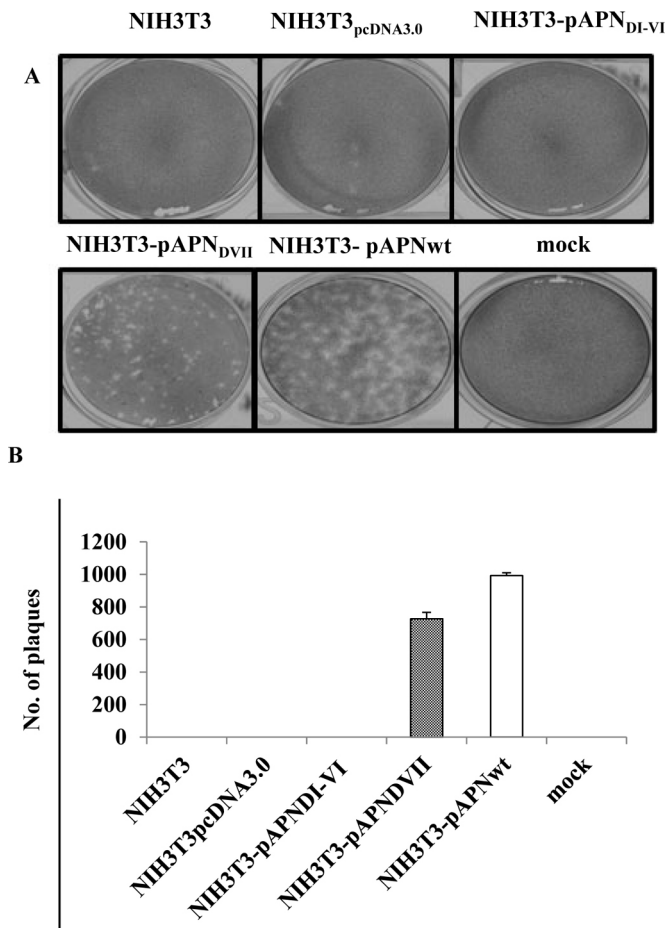 NIH3T3 NIH3T3pcDNA3.0 NIH3T3-pAPNDI-VI
A
NIH3T3-pAPNDVII NIH3T3- pAPNwt mock
B
No. of plaques
1200
1000
800
600
400
200
0
NIH3T3
NIH3T3pcDNA3.0
NIH3T3-pAPNDI-VI
NIH3T3-pAPNDVII
NIH3T3-pAPNwt
mock